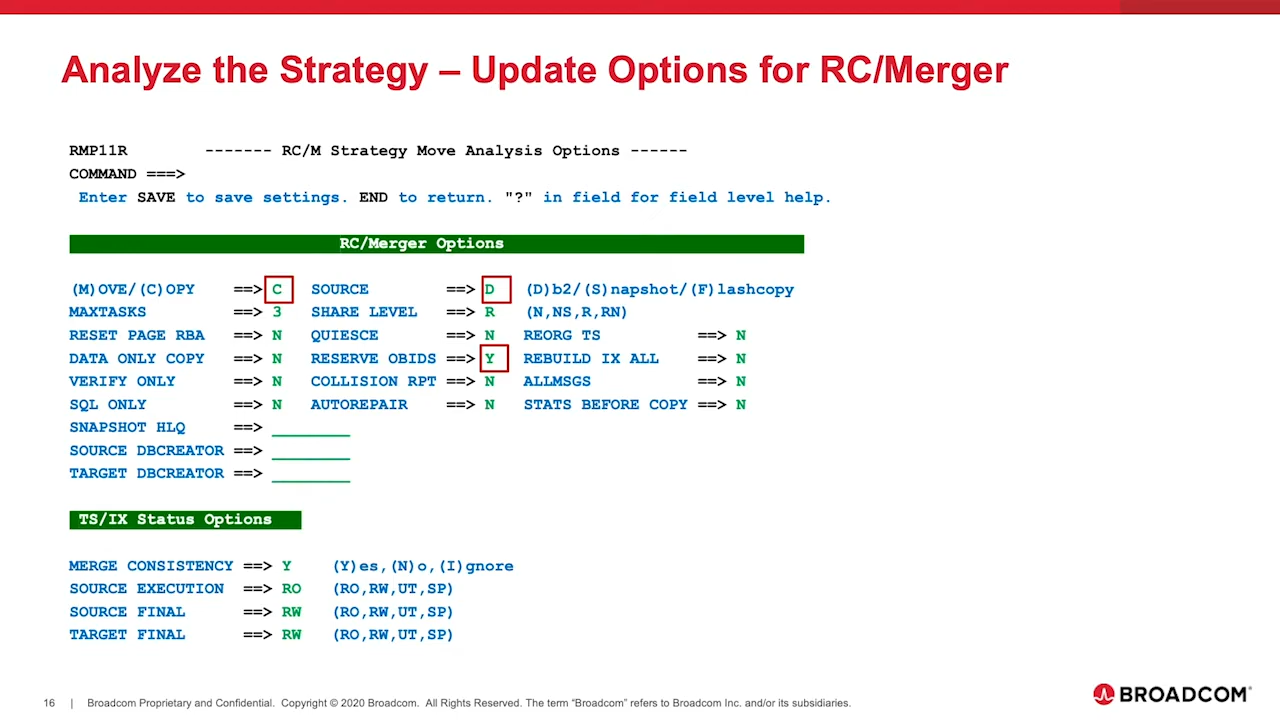 Analyze the Strategy – Update Options for RC/Merger
RMP11R ------- RC/M Strategy Move Analysis Options ------
COMMAND ===>
Enter SAVE to save settings. END to return. "?" in field for field level help.
RC/Merger Options
(M)OVE/(C)OPY ==> C SOURCE ==> D (D)b2/(S)napshot/(F)lashcopy
MAXTASKS ==> 3 SHARE LEVEL ==> R (N,NS,R,RN)
RESET PAGE RBA ==> N QUIESCE ==> N REORG TS ==> N
DATA ONLY COPY ==> N RESERVE OBIDS ==> Y REBUILD IX ALL ==> N
VERIFY ONLY ==> N COLLISION RPT ==> N ALLMSGS ==> N
SQL ONLY ==> N AUTOREPAIR ==> N STATS BEFORE COPY ==> N
SNAPSHOT HLQ ==> ________
SOURCE DBCREATOR ==> ________
TARGET DBCREATOR ==> ________
TS/IX Status Options
MERGE CONSISTENCY ==> Y (Y)es,(N)o,(I)gnore
SOURCE EXECUTION ==> RO (RO,RW,UT,SP)
SOURCE FINAL ==> RW (RO,RW,UT,SP)
TARGET FINAL ==> RW (RO,RW,UT,SP)
16 | Broadcom Proprietary and Confidential. Copyright © 2020 Broadcom. All Rights Reserved. The term “Broadcom” refers to Broadcom Inc. and/or its subsidiaries.
BROADCOM®